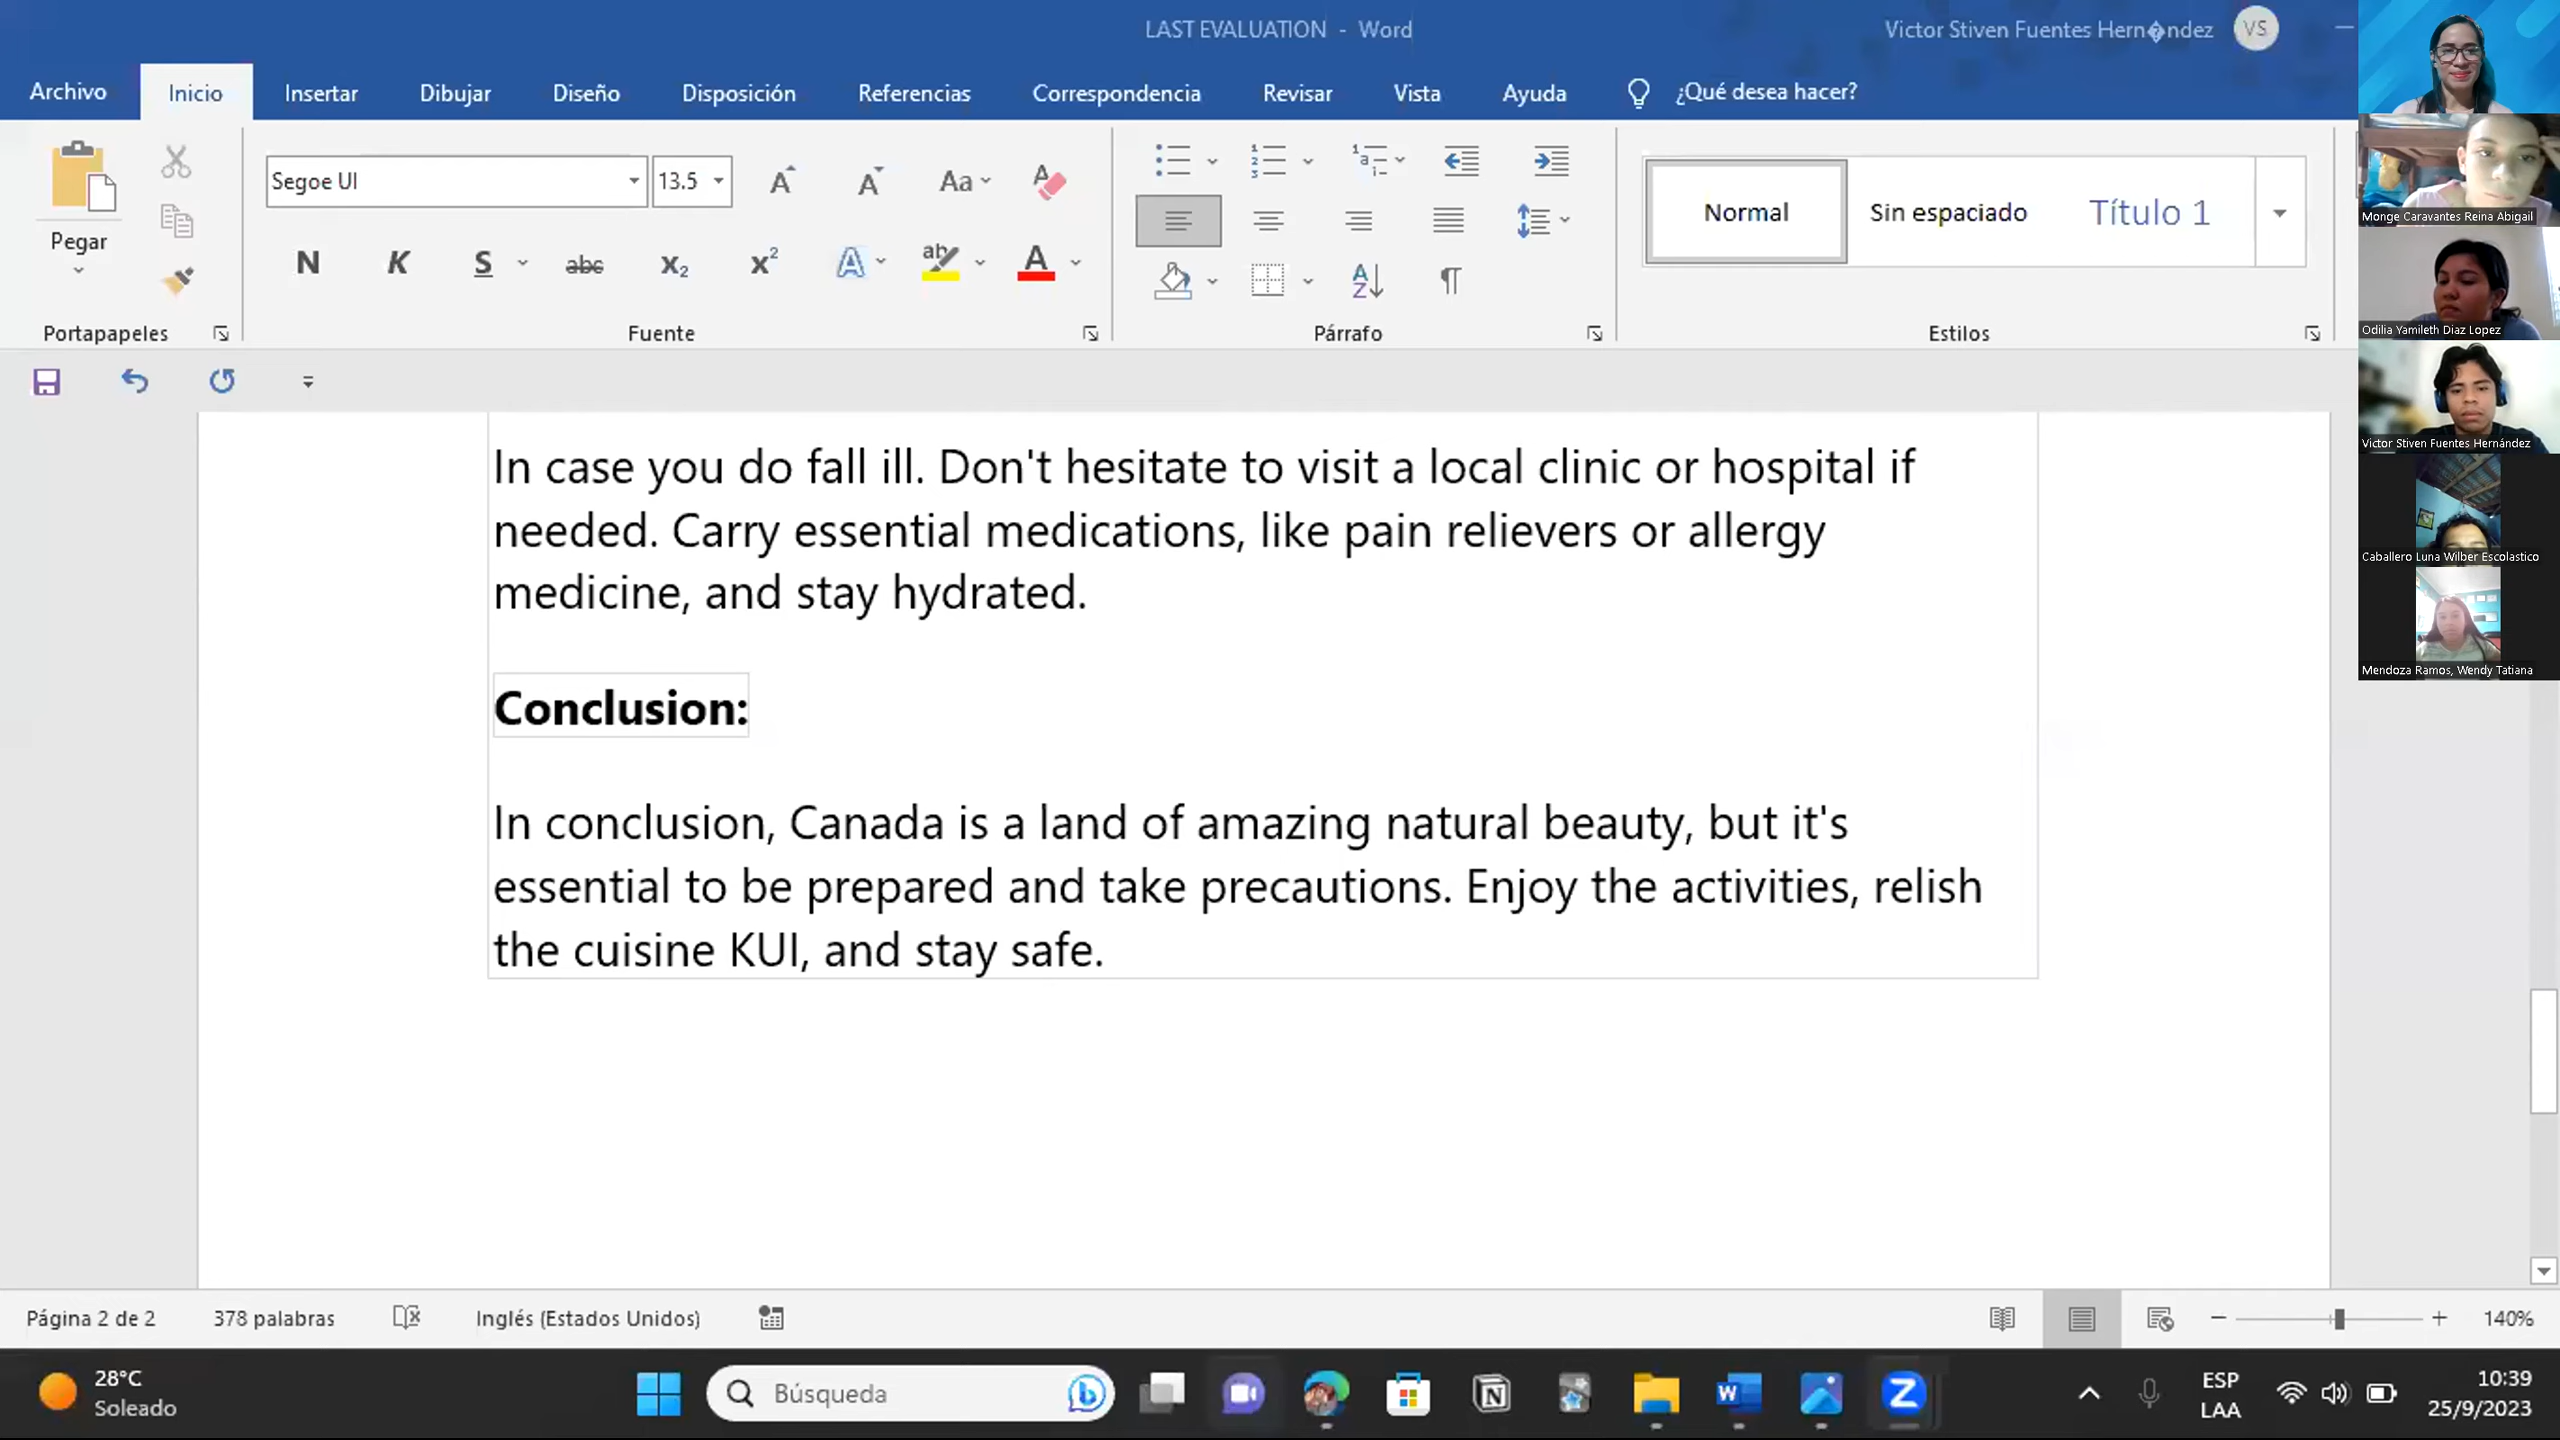 LAST EVALUATION - Word
Victor Stiven Fuentes Hern�ndez VS
Archivo Inicio Insertar Dibujar Diseño Disposición Referencias Correspondencia Revisar Vista Ayuda ¿Qué desea hacer?
Pegar
Segoe UI 13.5
N K S abc x₂ x²
Normal Sin espaciado Título 1
Portapapeles Fuente Párrafo Estilos
In case you do fall ill. Don't hesitate to visit a local clinic or hospital if
needed. Carry essential medications, like pain relievers or allergy
medicine, and stay hydrated.
Conclusion:
In conclusion, Canada is a land of amazing natural beauty, but it's
essential to be prepared and take precautions. Enjoy the activities, relish
the cuisine KUI, and stay safe.
Monge Caravantes Reina Abigail
Odilia Yamileth Diaz Lopez
Victor Stiven Fuentes Hernández
Caballero Luna Wilber Escolastico
Mendoza Ramos, Wendy Tatiana
Página 2 de 2 378 palabras Inglés (Estados Unidos) 140%
28°C
Soleado
Búsqueda
ESP
LAA
10:39
25/9/2023